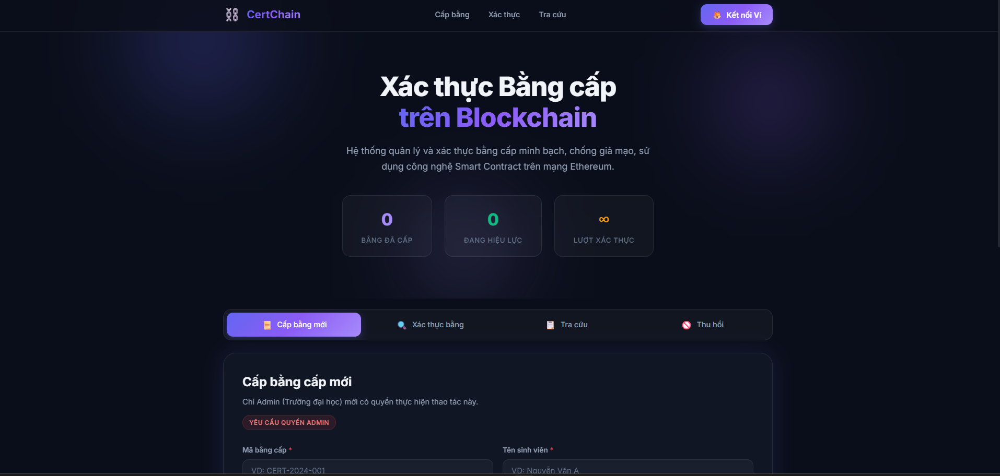 CertChain
Cấp bằng
Xác thực
Tra cứu
Kết nối Ví
Xác thực Bằng cấp
trên Blockchain
Hệ thống quản lý và xác thực bằng cấp minh bạch, chống giả mạo, sử
dụng công nghệ Smart Contract trên mạng Ethereum.
0
BẰNG ĐÃ CẤP
0
ĐANG HIỆU LỰC
∞
LƯỢT XÁC THỰC
Cấp bằng mới
Xác thực bằng
Tra cứu
Thu hồi
Cấp bằng cấp mới
Chỉ Admin (Trường đại học) mới có quyền thực hiện thao tác này.
YÊU CẦU QUYỀN ADMIN
Mã bằng cấp *
Tên sinh viên *
VD: CERT-2024-001
VD: Nguyễn Văn A